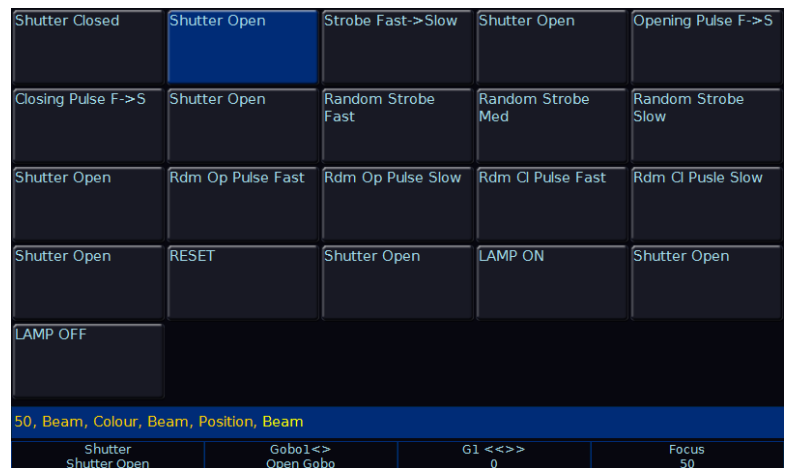 Shutter Closed
Shutter Open
Strobe Fast->Slow
Shutter Open
Opening Pulse F->S
Closing Pulse F->S
Shutter Open
Random Strobe
Fast
Random Strobe
Med
Random Strobe
Slow
Shutter Open
Rdm Op Pulse Fast
Rdm Op Pulse Slow
Rdm Cl Pulse Fast
Rdm Cl Pusle Slow
Shutter Open
RESET
Shutter Open
LAMP ON
Shutter Open
LAMP OFF
50, Beam, Colour, Beam, Position, Beam
Shutter
Shutter Open
Gobo1<>
Open Gobo
G1 <<>>
0
Focus
50